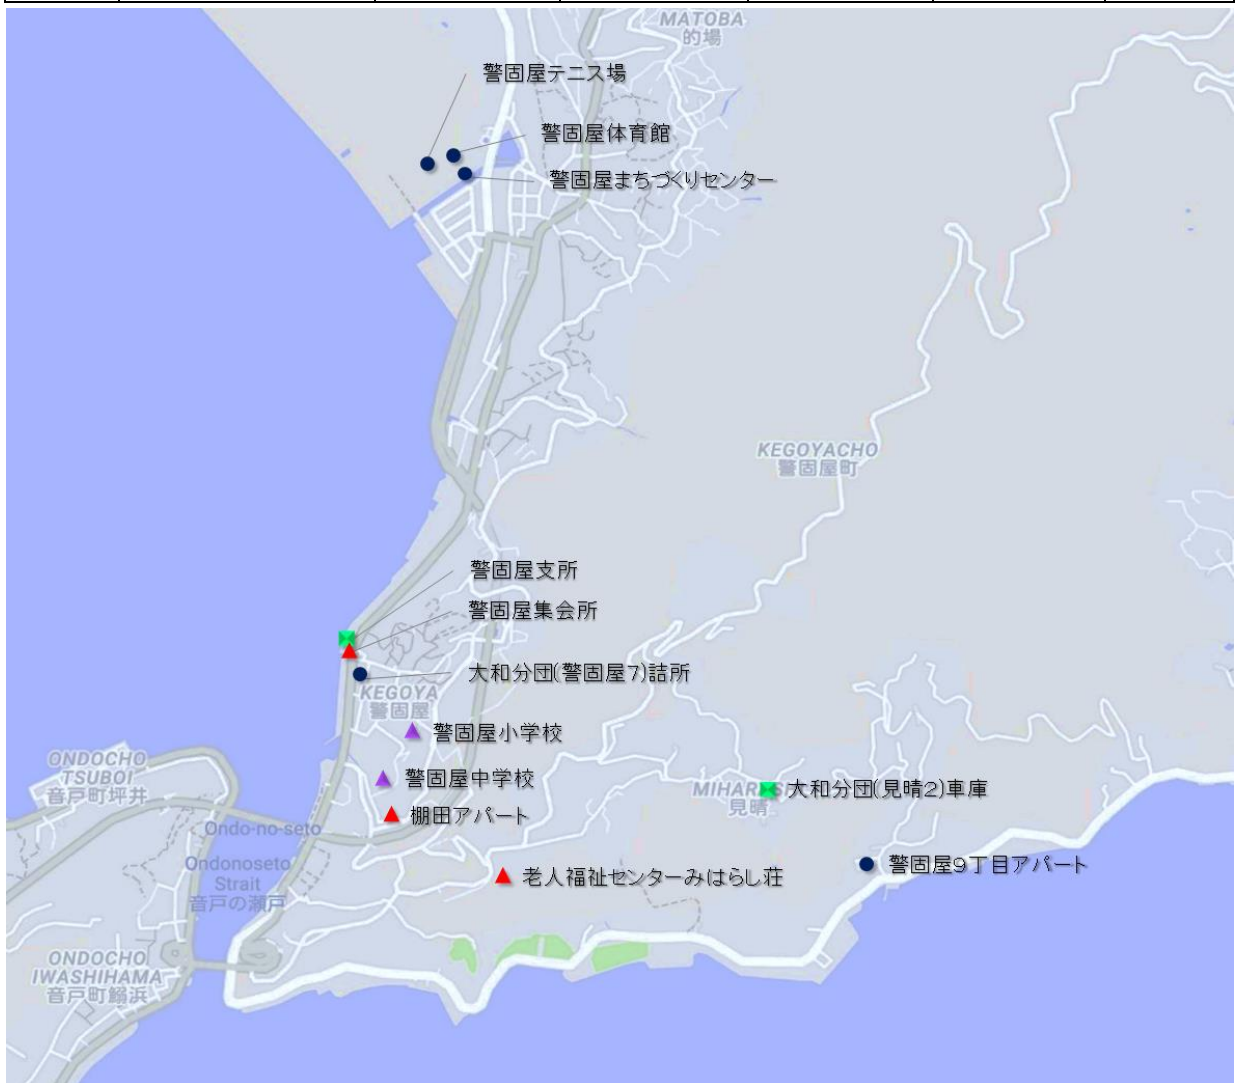 MATOBA
的場
警固屋テニス場
警固屋体育館
警固屋まちづくりセンター
KEGOYACHO
警固屋町
警固屋支所
警固屋集会所
大和分団(警固屋7)詰所
KEGOYA
警固屋
警固屋小学校
ONDOCHO
TSUBOI
音戸町坪井
警固屋中学校
大和分団(見晴2)車庫
見晴
棚田アパート
Ondo-no-seto
Ondonoseto
Strait
音戸の瀬戸
警固屋9丁目アパート
老人福祉センターみはらし荘
ONDOCHO
IWASHIHAMA
音戸町鰯浜